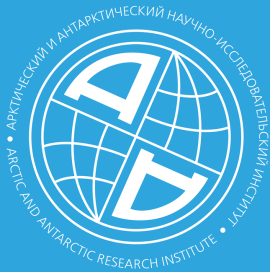 АРКТИЧЕСКИЙ И АНТАРКТИЧЕСКИЙ НАУЧНО-ИССЛЕДОВАТЕЛЬСКИЙ ИНСТИТУТ
ARCTIC AND ANTARCTIC RESEARCH INSTITUTE